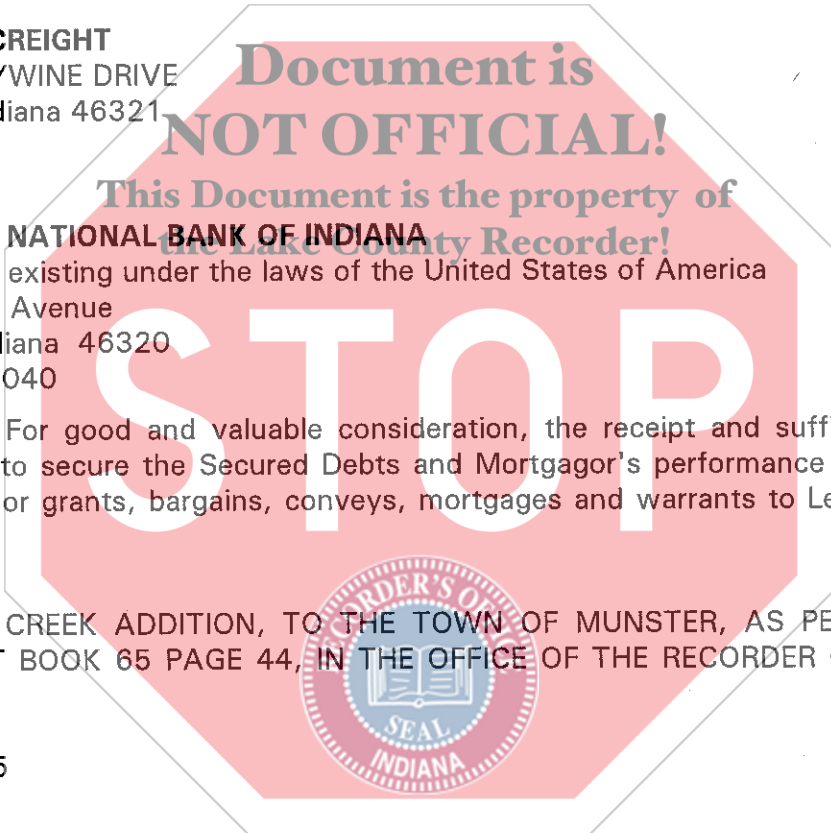 CREIGHT
YWINE DRIVE
diana 46321
Document is
NOT OFFICIAL!
This Document is the property of
the Lake County Recorder!
NATIONAL BANK OF INDIANA
existing under the laws of the United States of America
Avenue
diana 46320
040
STOP
For good and valuable consideration, the receipt and suffi
to secure the Secured Debts and Mortgagor's performance
or grants, bargains, conveys, mortgages and warrants to Le
CREEK ADDITION, TO THE TOWN OF MUNSTER, AS PE
T BOOK 65 PAGE 44, IN THE OFFICE OF THE RECORDER
RECORDER'S OFFIC
SEAL
INDIANA
5